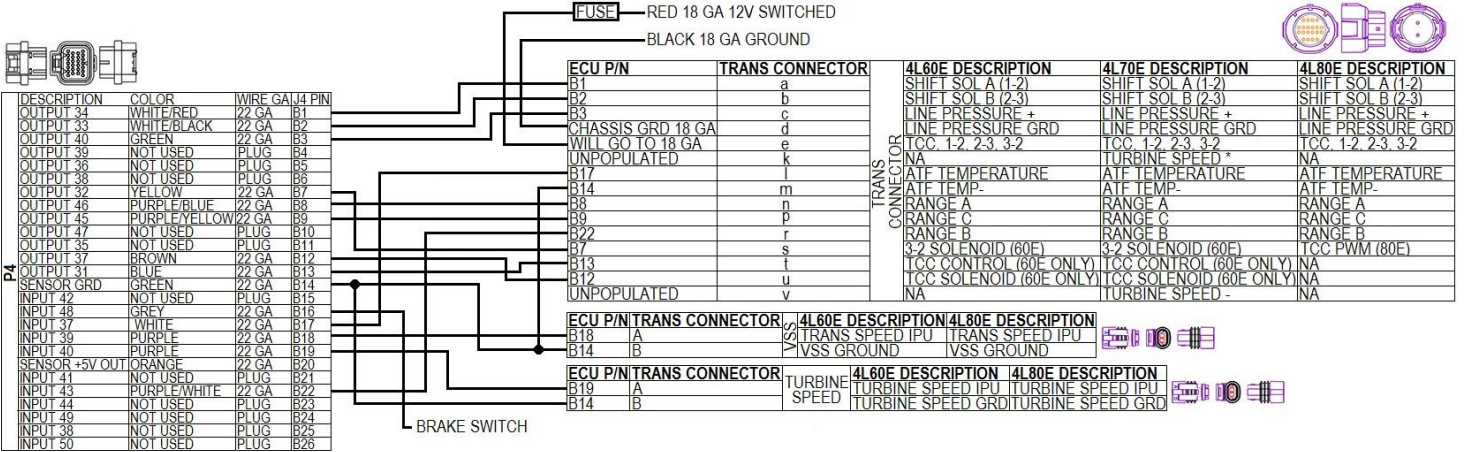 FUSE RED 18 GA 12V SWITCHED
BLACK 18 GA GROUND
P4
DESCRIPTION COLOR WIRE GA J4 PIN
OUTPUT 34 WHITE/RED 22 GA B1
OUTPUT 33 WHITE/BLACK 22 GA B2
OUTPUT 40 GREEN 22 GA B3
OUTPUT 39 NOT USED PLUG B4
OUTPUT 36 NOT USED PLUG B5
OUTPUT 38 NOT USED PLUG B6
OUTPUT 32 YELLOW 22 GA B7
OUTPUT 46 PURPLE/BLUE 22 GA B8
OUTPUT 45 PURPLE/YELLOW 22 GA B9
OUTPUT 47 NOT USED PLUG B10
OUTPUT 35 NOT USED PLUG B11
OUTPUT 37 BROWN 22 GA B12
OUTPUT 31 BLUE 22 GA B13
SENSOR GRD GREEN 22 GA B14
INPUT 42 NOT USED PLUG B15
INPUT 48 GREY 22 GA B16
INPUT 37 WHITE 22 GA B17
INPUT 39 PURPLE 22 GA B18
INPUT 40 PURPLE 22 GA B19
SENSOR +5V OUT ORANGE 22 GA B20
INPUT 41 NOT USED PLUG B21
INPUT 43 PURPLE/WHITE 22 GA B22
INPUT 44 NOT USED PLUG B23
INPUT 49 NOT USED PLUG B24
INPUT 38 NOT USED PLUG B25
INPUT 50 NOT USED PLUG B26
ECU P/N TRANS CONNECTOR 4L60E DESCRIPTION 4L70E DESCRIPTION 4L80E DESCRIPTION
B1 a SHIFT SOL A (1-2) SHIFT SOL A (1-2) SHIFT SOL A (1-2)
B2 b SHIFT SOL B (2-3) SHIFT SOL B (2-3) SHIFT SOL B (2-3)
B3 c LINE PRESSURE + LINE PRESSURE + LINE PRESSURE +
CHASSIS GRD 18 GA d LINE PRESSURE GRD LINE PRESSURE GRD LINE PRESSURE GRD
WILL GO TO 18 GA e TCC, 1-2, 2-3, 3-2 TCC, 1-2, 2-3, 3-2 TCC, 1-2, 2-3, 3-2
UNPOPULATED k NA TURBINE SPEED * NA
B17 l ATF TEMPERATURE ATF TEMPERATURE ATF TEMPERATURE
B14 m ATF TEMP- ATF TEMP- ATF TEMP-
B8 n RANGE A RANGE A RANGE A
B9 p RANGE C RANGE C RANGE C
B22 r RANGE B RANGE B RANGE B
B7 s 3-2 SOLENOID (60E) 3-2 SOLENOID (60E) TCC PWM (80E)
B13 t TCC CONTROL (60E ONLY) TCC CONTROL (60E ONLY) NA
B12 u TCC SOLENOID (60E ONLY) TCC SOLENOID (60E ONLY) NA
UNPOPULATED v NA TURBINE SPEED - NA
TRANS
CONNECTOR
ECU P/N TRANS CONNECTOR VSS 4L60E DESCRIPTION 4L80E DESCRIPTION
B18 A TRANS SPEED IPU TRANS SPEED IPU
B14 B VSS GROUND VSS GROUND
ECU P/N TRANS CONNECTOR TURBINE SPEED 4L60E DESCRIPTION 4L80E DESCRIPTION
B19 A TURBINE SPEED IPU TURBINE SPEED IPU
B14 B TURBINE SPEED GRD TURBINE SPEED GRD
BRAKE SWITCH